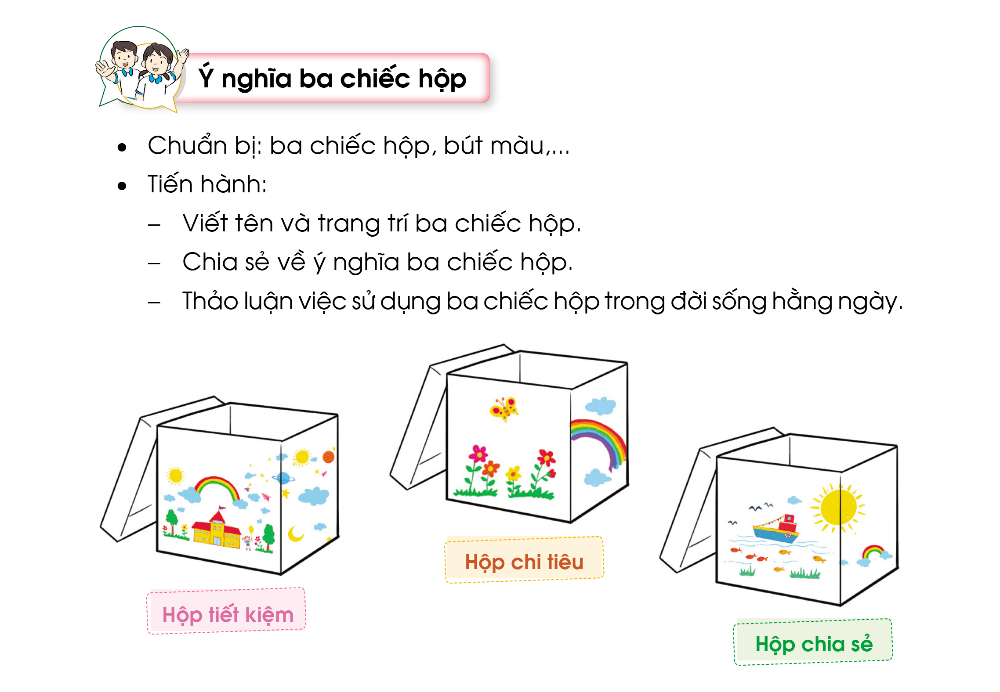 Ý nghĩa ba chiếc hộp
• Chuẩn bị: ba chiếc hộp, bút màu,...
• Tiến hành:
– Viết tên và trang trí ba chiếc hộp.
– Chia sẻ về ý nghĩa ba chiếc hộp.
– Thảo luận việc sử dụng ba chiếc hộp trong đời sống hằng ngày.
Hộp tiết kiệm
Hộp chi tiêu
Hộp chia sẻ